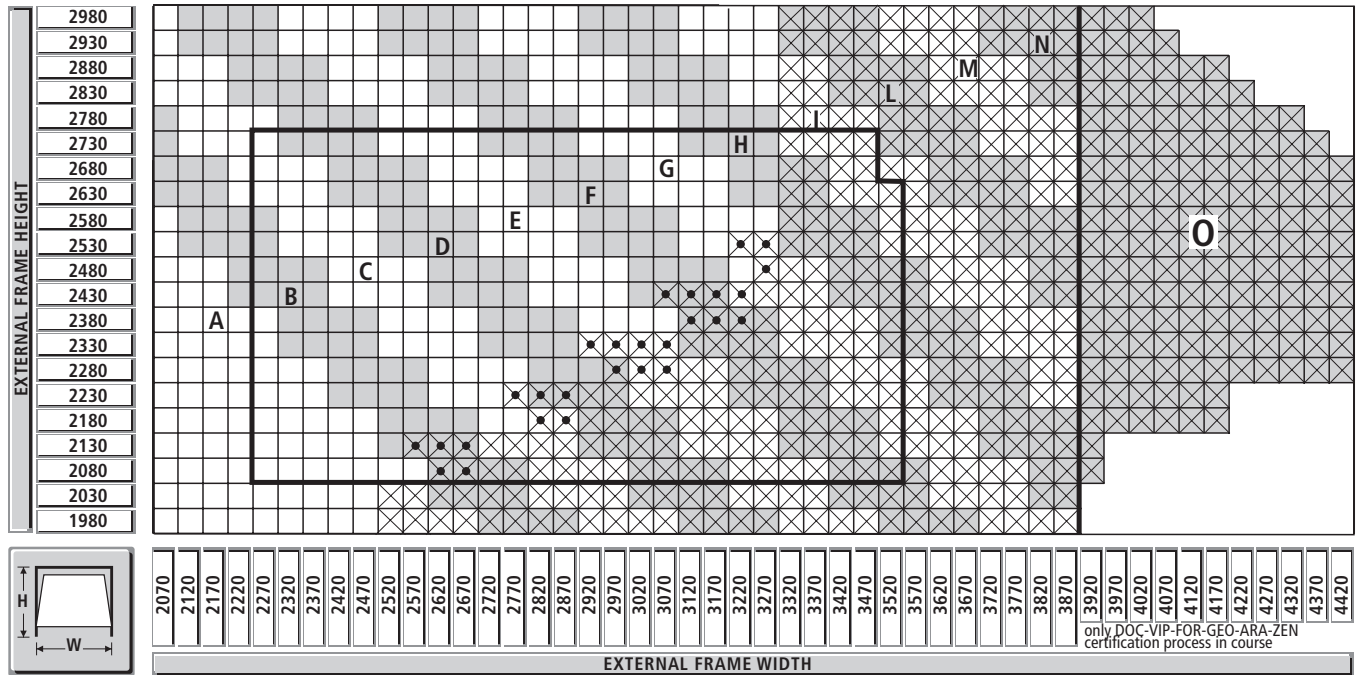 2980
2930
N
2880
M
2830
L
2780
I
2730
H
2680
G
2630
F
2580
E
2530
D
O
2480
C
2430
B
2380
A
2330
2280
2230
2180
2130
2080
2030
1980
EXTERNAL FRAME HEIGHT
H
W
2070 2120 2170 2220 2270 2320 2370 2420 2470 2520 2570 2620 2670 2720 2770 2820 2870 2920 2970 3020 3070 3120 3170 3220 3270 3320 3370 3420 3470 3520 3570 3620 3670 3720 3770 3820 3870 3920 3970 4020 4070 4120 4170 4220 4270 4320 4370 4420
only DOC-VIP-FOR-GEO-ARA-ZEN
certification process in course
EXTERNAL FRAME WIDTH